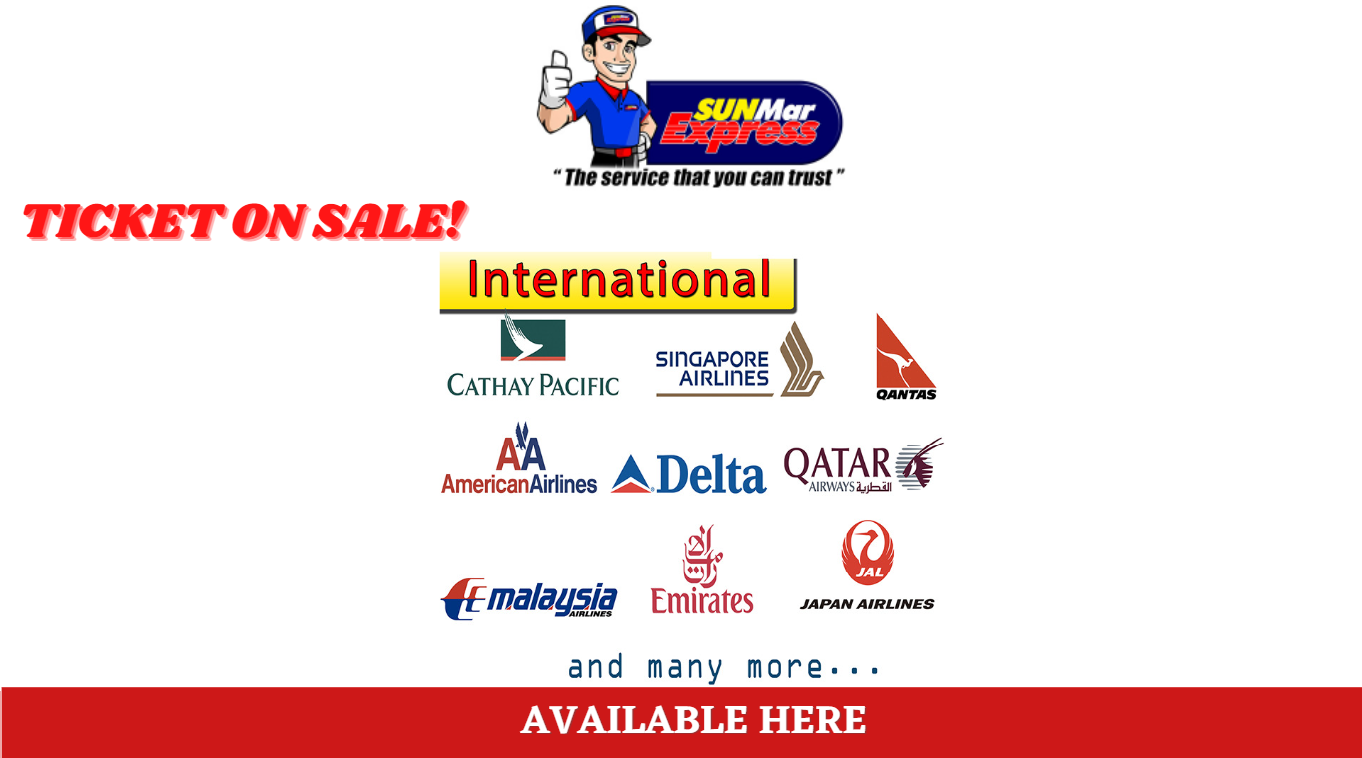 SUNMar
Express
“ The service that you can trust ”
TICKET ON SALE!
International
CATHAY PACIFIC
SINGAPORE
AIRLINES
QANTAS
AA
AmericanAirlines
Delta
QATAR
AIRWAYS القطرية
malaysia
AIRLINES
Emirates
JAL
JAPAN AIRLINES
and many more...
AVAILABLE HERE